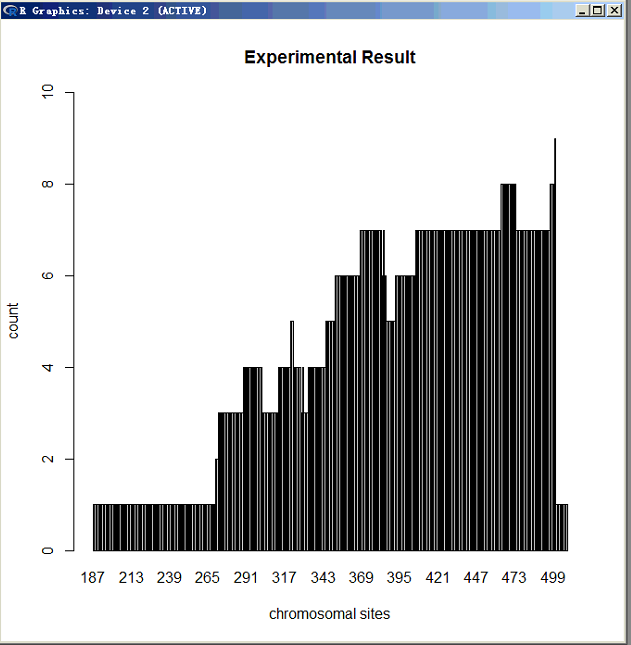 R Graphics: Device 2 (ACTIVE)
Experimental Result
10
8
6
4
2
0
count
187 213 239 265 291 317 343 369 395 421 447 473 499
chromosomal sites